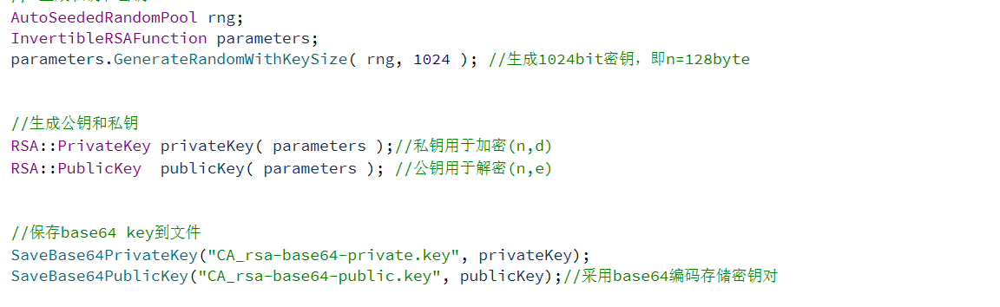 AutoSeededRandomPool rng;
InvertibleRSAFunction parameters;
parameters.GenerateRandomWithKeySize( rng, 1024 ); //生成1024bit密钥，即n=128byte
//生成公钥和私钥
RSA::PrivateKey privateKey( parameters );//私钥用于加密(n,d)
RSA::PublicKey  publicKey( parameters ); //公钥用于解密(n,e)
//保存base64 key到文件
SaveBase64PrivateKey("CA_rsa-base64-private.key", privateKey);
SaveBase64PublicKey("CA_rsa-base64-public.key", publicKey);//采用base64编码存储密钥对